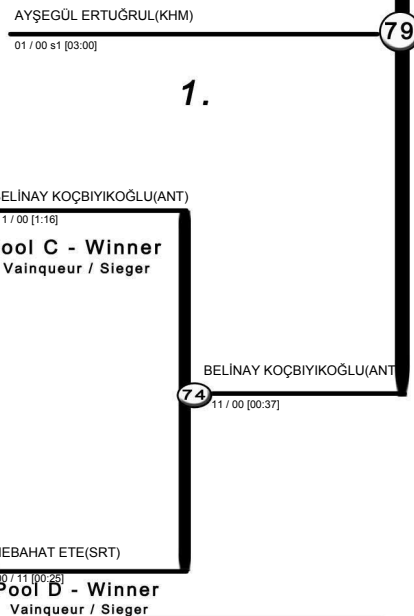 AYŞEGÜL ERTUĞRUL(KHM)
79
01 / 00 s1 [03:00]
1.
BELİNAY KOÇBIYIKOĞLU(ANT)
1 / 00 [1:16]
ool C - Winner
Vainqueur / Sieger
BELİNAY KOÇBIYIKOĞLU(ANT
74
11 / 00 [00:37]
EBAHAT ETE(SRT)
00 / 11 [00:25]
Pool D - Winner
Vainqueur / Sieger